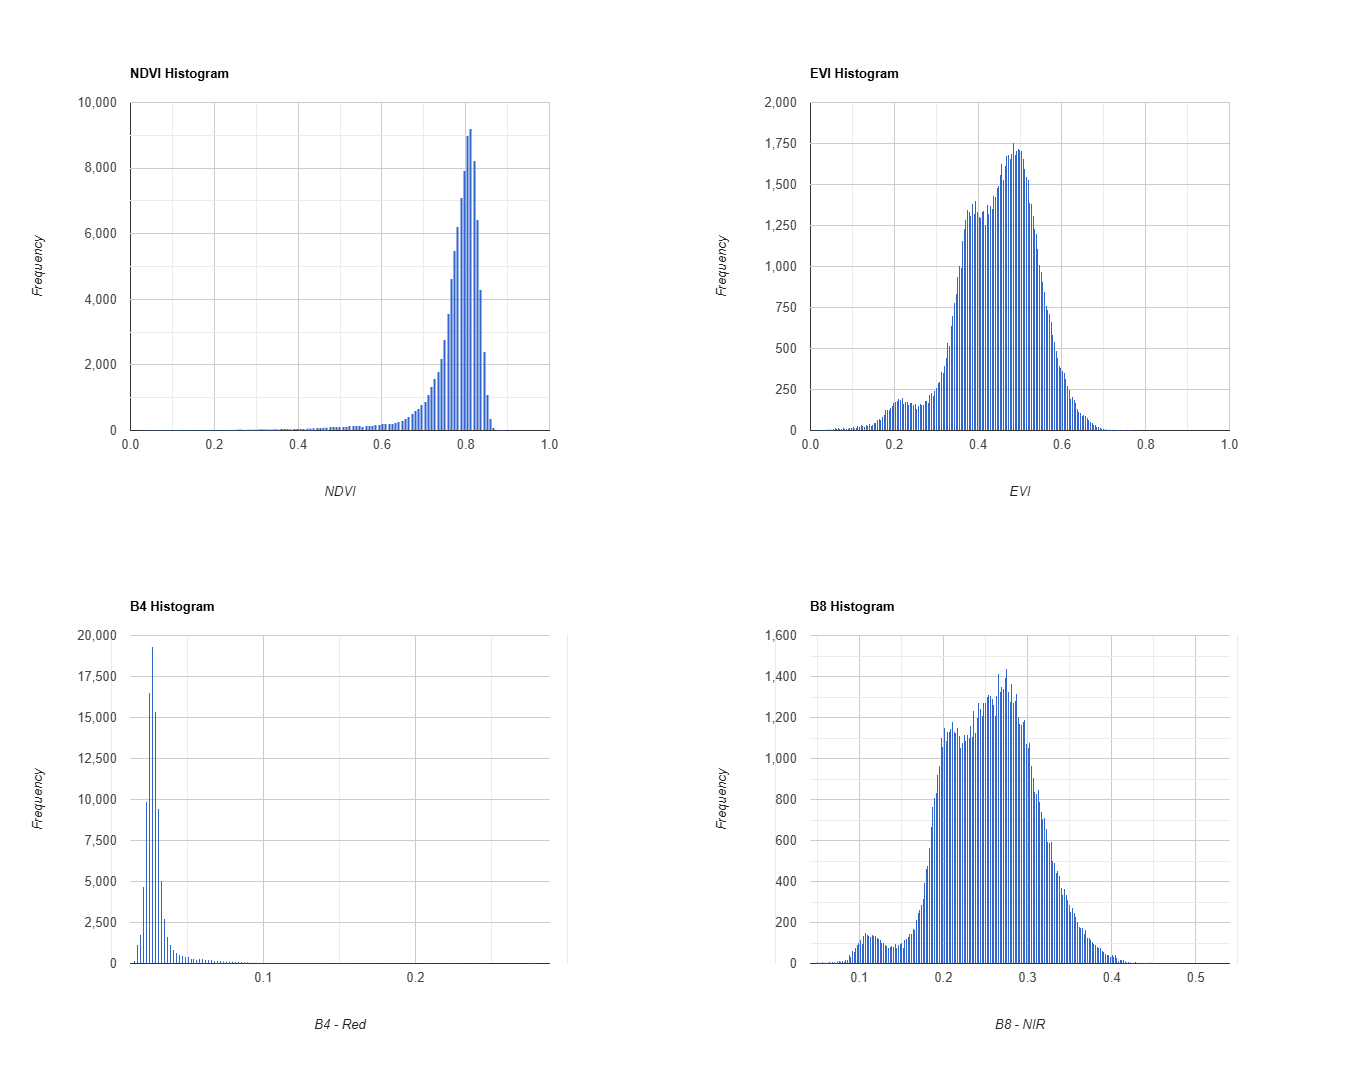 NDVI Histogram
10,000
8,000
6,000
4,000
2,000
0
Frequency
0.0 0.2 0.4 0.6 0.8 1.0
NDVI
EVI Histogram
2,000
1,750
1,500
1,250
1,000
750
500
250
0
Frequency
0.0 0.2 0.4 0.6 0.8 1.0
EVI
B4 Histogram
20,000
17,500
15,000
12,500
10,000
7,500
5,000
2,500
0
Frequency
0.1 0.2
B4 - Red
B8 Histogram
1,600
1,400
1,200
1,000
800
600
400
200
0
Frequency
0.1 0.2 0.3 0.4 0.5
B8 - NIR